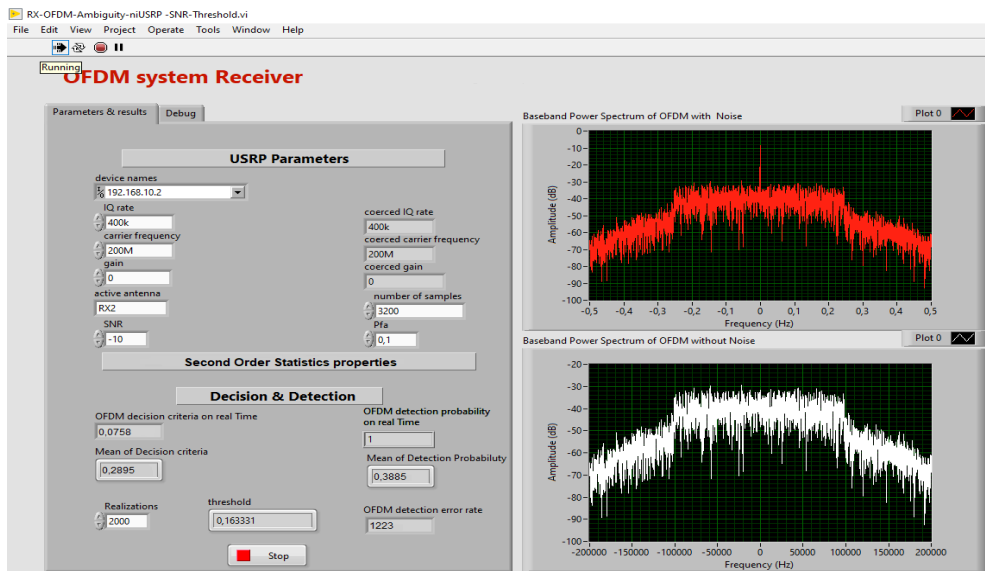 RX-OFDM-Ambiguity-niUSRP -SNR-Threshold.vi
File Edit View Project Operate Tools Window Help
Running
OFDM system Receiver
Parameters & results Debug
USRP Parameters
device names
192.168.10.2
IQ rate
400k
carrier frequency
200M
gain
0
active antenna
RX2
SNR
-10
coerced IQ rate
400k
coerced carrier frequency
200M
coerced gain
0
number of samples
3200
Pfa
0,1
Second Order Statistics properties
Decision & Detection
OFDM decision criteria on real Time
0,0758
Mean of Decision criteria
0,2895
Realizations
2000
threshold
0,163331
OFDM detection probability
on real Time
1
Mean of Detection Probabiluty
0,3885
OFDM detection error rate
1223
Stop
Baseband Power Spectrum of OFDM with Noise
Plot 0
Amplitude (dB)
0
-10
-20
-30
-40
-50
-60
-70
-80
-90
-100
-0,5 -0,4 -0,3 -0,2 -0,1 0 0,1 0,2 0,3 0,4 0,5
Frequency (Hz)
Baseband Power Spectrum of OFDM without Noise
Plot 0
Amplitude (dB)
-20
-30
-40
-50
-60
-70
-80
-90
-100
-200000 -150000 -100000 -50000 0 50000 100000 150000 200000
Frequency (Hz)